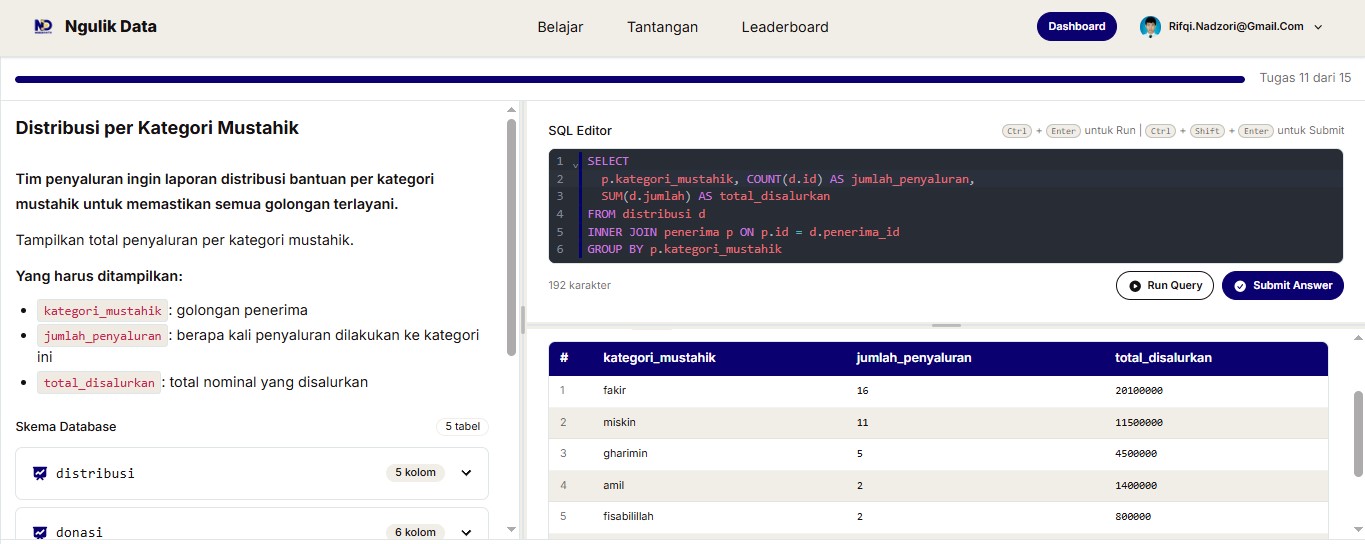 Ngulik Data
Belajar
Tantangan
Leaderboard
Dashboard
Rifqi.Nadzori@Gmail.Com
Tugas 11 dari 15
Distribusi per Kategori Mustahik
Tim penyaluran ingin laporan distribusi bantuan per kategori
mustahik untuk memastikan semua golongan terlayani.
Tampilkan total penyaluran per kategori mustahik.
Yang harus ditampilkan:
kategori_mustahik : golongan penerima
jumlah_penyaluran : berapa kali penyaluran dilakukan ke kategori
ini
total_disalurkan : total nominal yang disalurkan
Skema Database
5 tabel
distribusi
5 kolom
donasi
6 kolom
SQL Editor
Ctrl + Enter untuk Run | Ctrl + Shift + Enter untuk Submit
1 SELECT
2 p.kategori_mustahik, COUNT(d.id) AS jumlah_penyaluran,
3 SUM(d.jumlah) AS total_disalurkan
4 FROM distribusi d
5 INNER JOIN penerima p ON p.id = d.penerima_id
6 GROUP BY p.kategori_mustahik
192 karakter
Run Query
Submit Answer
# kategori_mustahik jumlah_penyaluran total_disalurkan
1 fakir 16 20100000
2 miskin 11 11500000
3 gharimin 5 4500000
4 amil 2 1400000
5 fisabilillah 2 800000